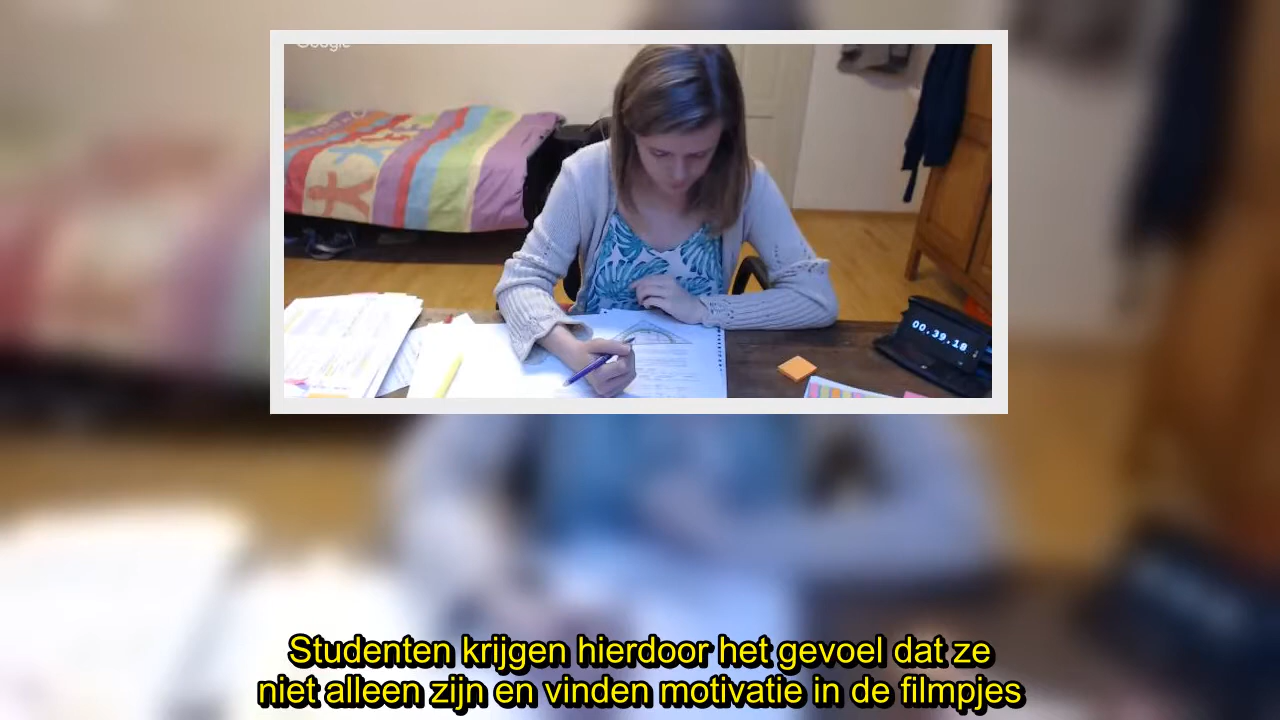 Google
00.39.18
Studenten krijgen hierdoor het gevoel dat ze
niet alleen zijn en vinden motivatie in de filmpjes